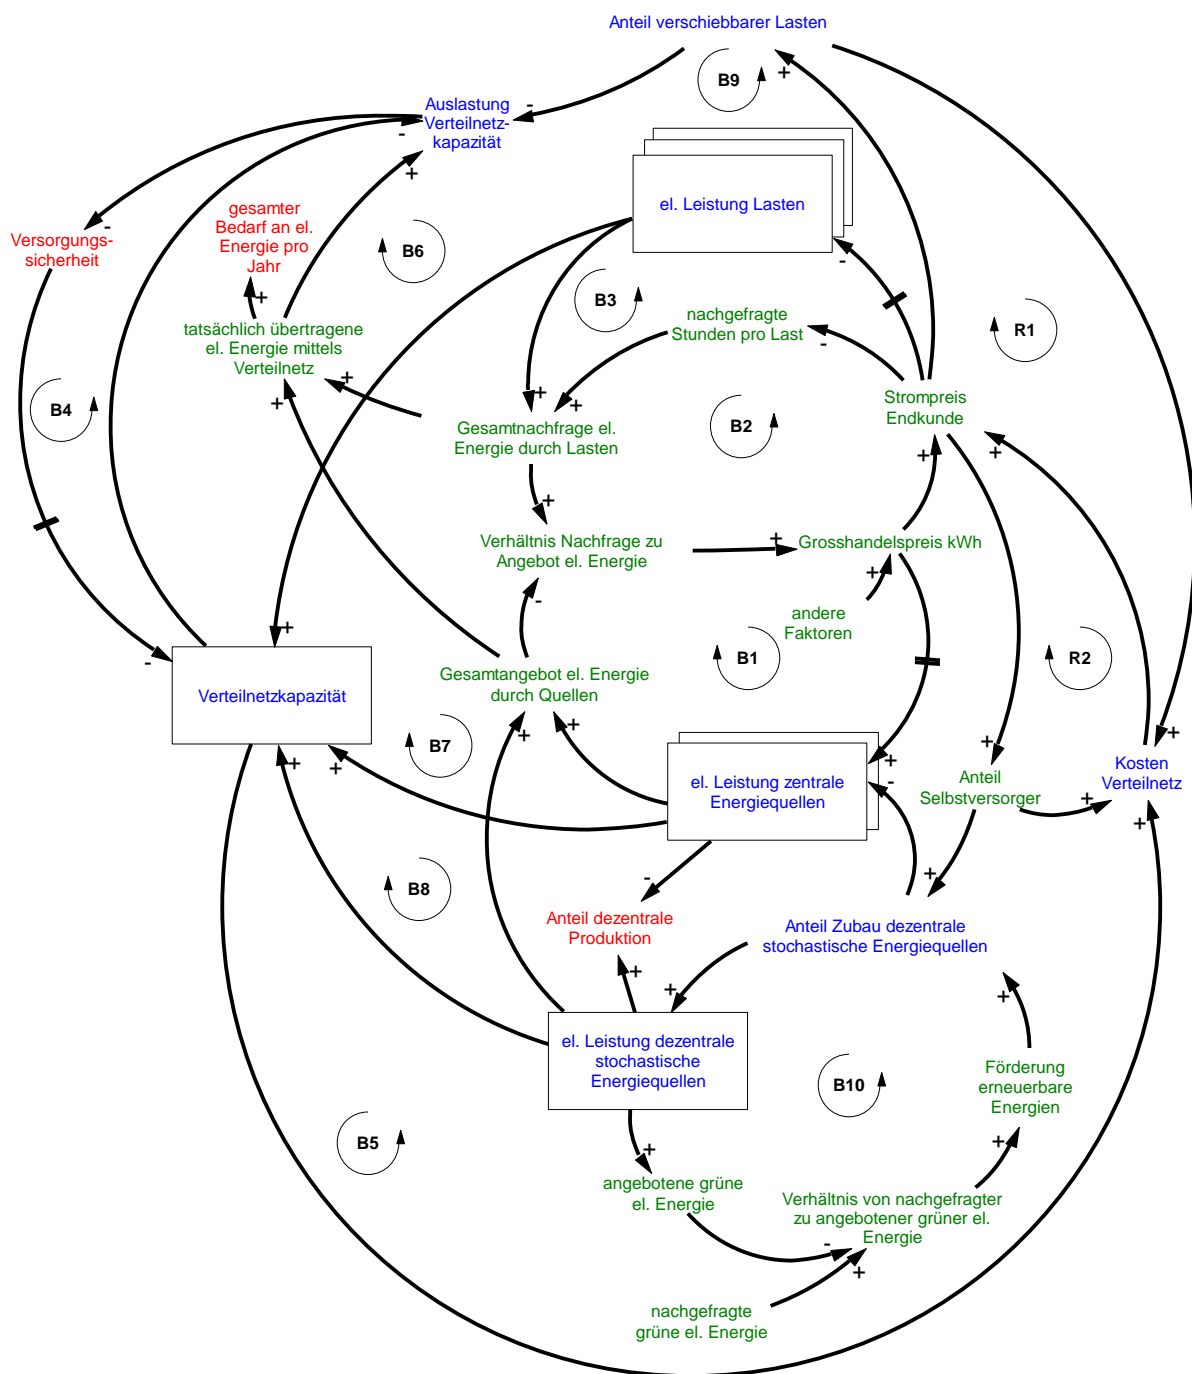 Anteil verschiebbarer Lasten
B9
+
-
Auslastung
Verteilnetz-
kapazität
-
+
el. Leistung Lasten
gesamter
Bedarf an el.
Energie pro
Jahr
-
Versorgungs-
sicherheit
B6
-
B3
nachgefragte
Stunden pro Last
-
R1
+
tatsächlich übertragene
el. Energie mittels
Verteilnetz
+
+
B4
+
+
Strompreis
Endkunde
B2
Gesamtnachfrage el.
Energie durch Lasten
+
+
+
Verhältnis Nachfrage zu
Angebot el. Energie
+
Grosshandelspreis kWh
+
-
andere
Faktoren
+
-
B1
R2
Gesamtangebot el. Energie
durch Quellen
Verteilnetzkapazität
B7
+
+
+
+
+
+
+
-
el. Leistung zentrale
Energiequellen
Anteil
Selbstversorger
Kosten
Verteilnetz
+
+
B8
-
+
Anteil dezentrale
Produktion
Anteil Zubau dezentrale
stochastische Energiequellen
+
+
+
el. Leistung dezentrale
stochastische
Energiequellen
B10
Förderung
erneuerbare
Energien
B5
+
+
angebotene grüne
el. Energie
Verhältnis von nachgefragter
zu angebotener grüner el.
Energie
-
+
nachgefragte
grüne el. Energie